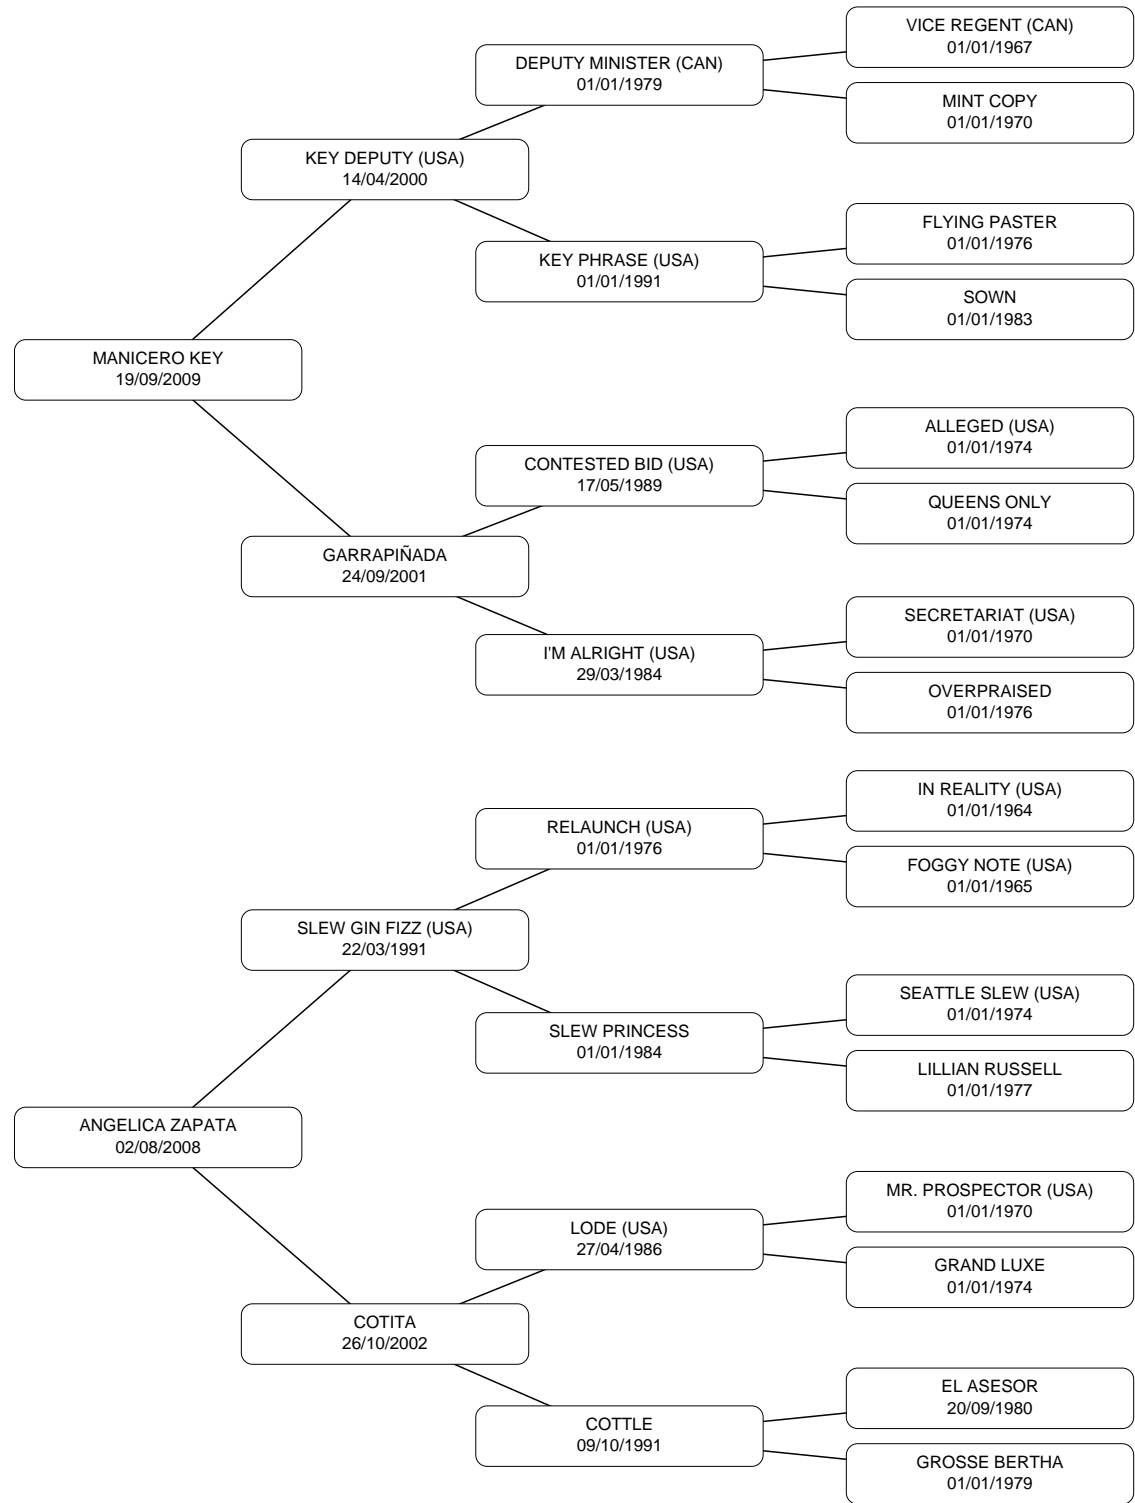 VICE REGENT (CAN)
01/01/1967
DEPUTY MINISTER (CAN)
01/01/1979
MINT COPY
01/01/1970
KEY DEPUTY (USA)
14/04/2000
FLYING PASTER
01/01/1976
KEY PHRASE (USA)
01/01/1991
SOWN
01/01/1983
MANICERO KEY
19/09/2009
ALLEGED (USA)
01/01/1974
CONTESTED BID (USA)
17/05/1989
QUEENS ONLY
01/01/1974
GARRAPIÑADA
24/09/2001
SECRETARIAT (USA)
01/01/1970
I'M ALRIGHT (USA)
29/03/1984
OVERPRAISED
01/01/1976
IN REALITY (USA)
01/01/1964
RELAUNCH (USA)
01/01/1976
FOGGY NOTE (USA)
01/01/1965
SLEW GIN FIZZ (USA)
22/03/1991
SEATTLE SLEW (USA)
01/01/1974
SLEW PRINCESS
01/01/1984
LILLIAN RUSSELL
01/01/1977
ANGELICA ZAPATA
02/08/2008
MR. PROSPECTOR (USA)
01/01/1970
LODE (USA)
27/04/1986
GRAND LUXE
01/01/1974
COTITA
26/10/2002
EL ASESOR
20/09/1980
COTTLE
09/10/1991
GROSSE BERTHA
01/01/1979